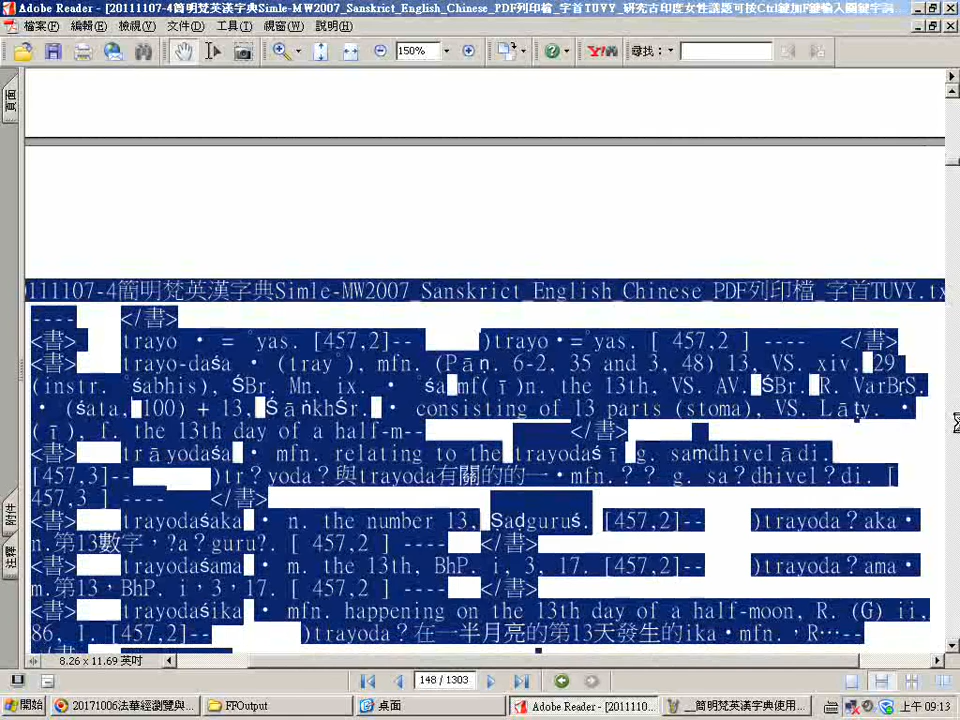 Adobe Reader - [20111107-4簡明梵英漢字典Simle-MW2007_Sanskrict_English_Chinese_PDF列印檔_字首TUVY_研究古印度女性議題可按Ctrl鍵加F鍵輸入關鍵字詞...
檔案(F) 編輯(E) 檢視(V) 文件(D) 工具(T) 視窗(W) 說明(H)
150% Y! 尋找:
頁面
附件
注釋
111107-4簡明梵英漢字典Simle-MW2007_Sanskrict_English_Chinese_PDF列印檔_字首TUVY.tx
---- </書>
<書> trayo • = ˚yas. [457,2]-- )trayo•=˚yas. [ 457,2 ] ---- </書>
<書> trayo-daśa • (tray˚), mfn. (Pāṇ. 6-2, 35 and 3, 48) 13, VS. xiv, 29
(instr. ˚śabhis), ŚBr. Mn. ix. • ˚śa mf(ī)n. the 13th, VS. AV. ŚBr. R. VarBṛS.
• (śata, 100) + 13, ŚāṅkhŚr. • consisting of 13 parts (stoma), VS. Lāṭy. •
(ī), f. the 13th day of a half-m-- </書>
<書> trāyodaśa • mfn. relating to the trayodaśī g. saṃdhivelādi.
[457,3]-- )tr?yoda?與trayoda有關的的一•mfn.?? g. sa?dhivel?di. [
457,3 ] ---- </書>
<書> trayodaśaka • n. the number 13, Ṣaḍguruś. [457,2]-- )trayoda?aka•
n.第13數字，?a?guru?. [ 457,2 ] ---- </書>
<書> trayodaśama • m. the 13th, BhP. i, 3, 17. [457,2]-- )trayoda?ama•
m.第13，BhP. i，3，17. [ 457,2 ] ---- </書>
<書> trayodaśika • mfn. happening on the 13th day of a half-moon, R. (G) ii,
86, 1. [457,2]-- )trayoda?在一半月亮的第13天發生的ika•mfn.，R…--
8.26 x 11.69 英吋
148 / 1303
開始 20171006法華經瀏覽與... FFOutput 桌面 Adobe Reader - [2011110... __簡明梵英字典使用... 上午 09:13